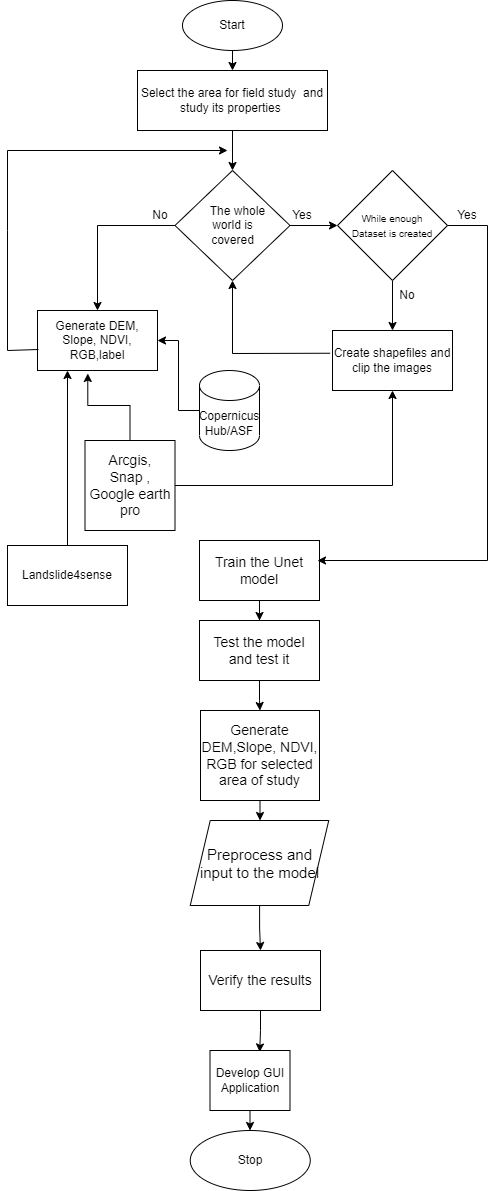 Start
Select the area for field study  and
study its properties
No
The whole
world is
covered
Yes
While enough
Dataset is created
Yes
No
Generate DEM,
Slope, NDVI,
RGB,label
Create shapefiles and
clip the images
Copernicus
Hub/ASF
Arcgis,
Snap ,
Google earth
pro
Landslide4sense
Train the Unet
model
Test the model
and test it
Generate
DEM,Slope, NDVI,
RGB for selected
area of study
Preprocess and
input to the model
Verify the results
Develop GUI
Application
Stop